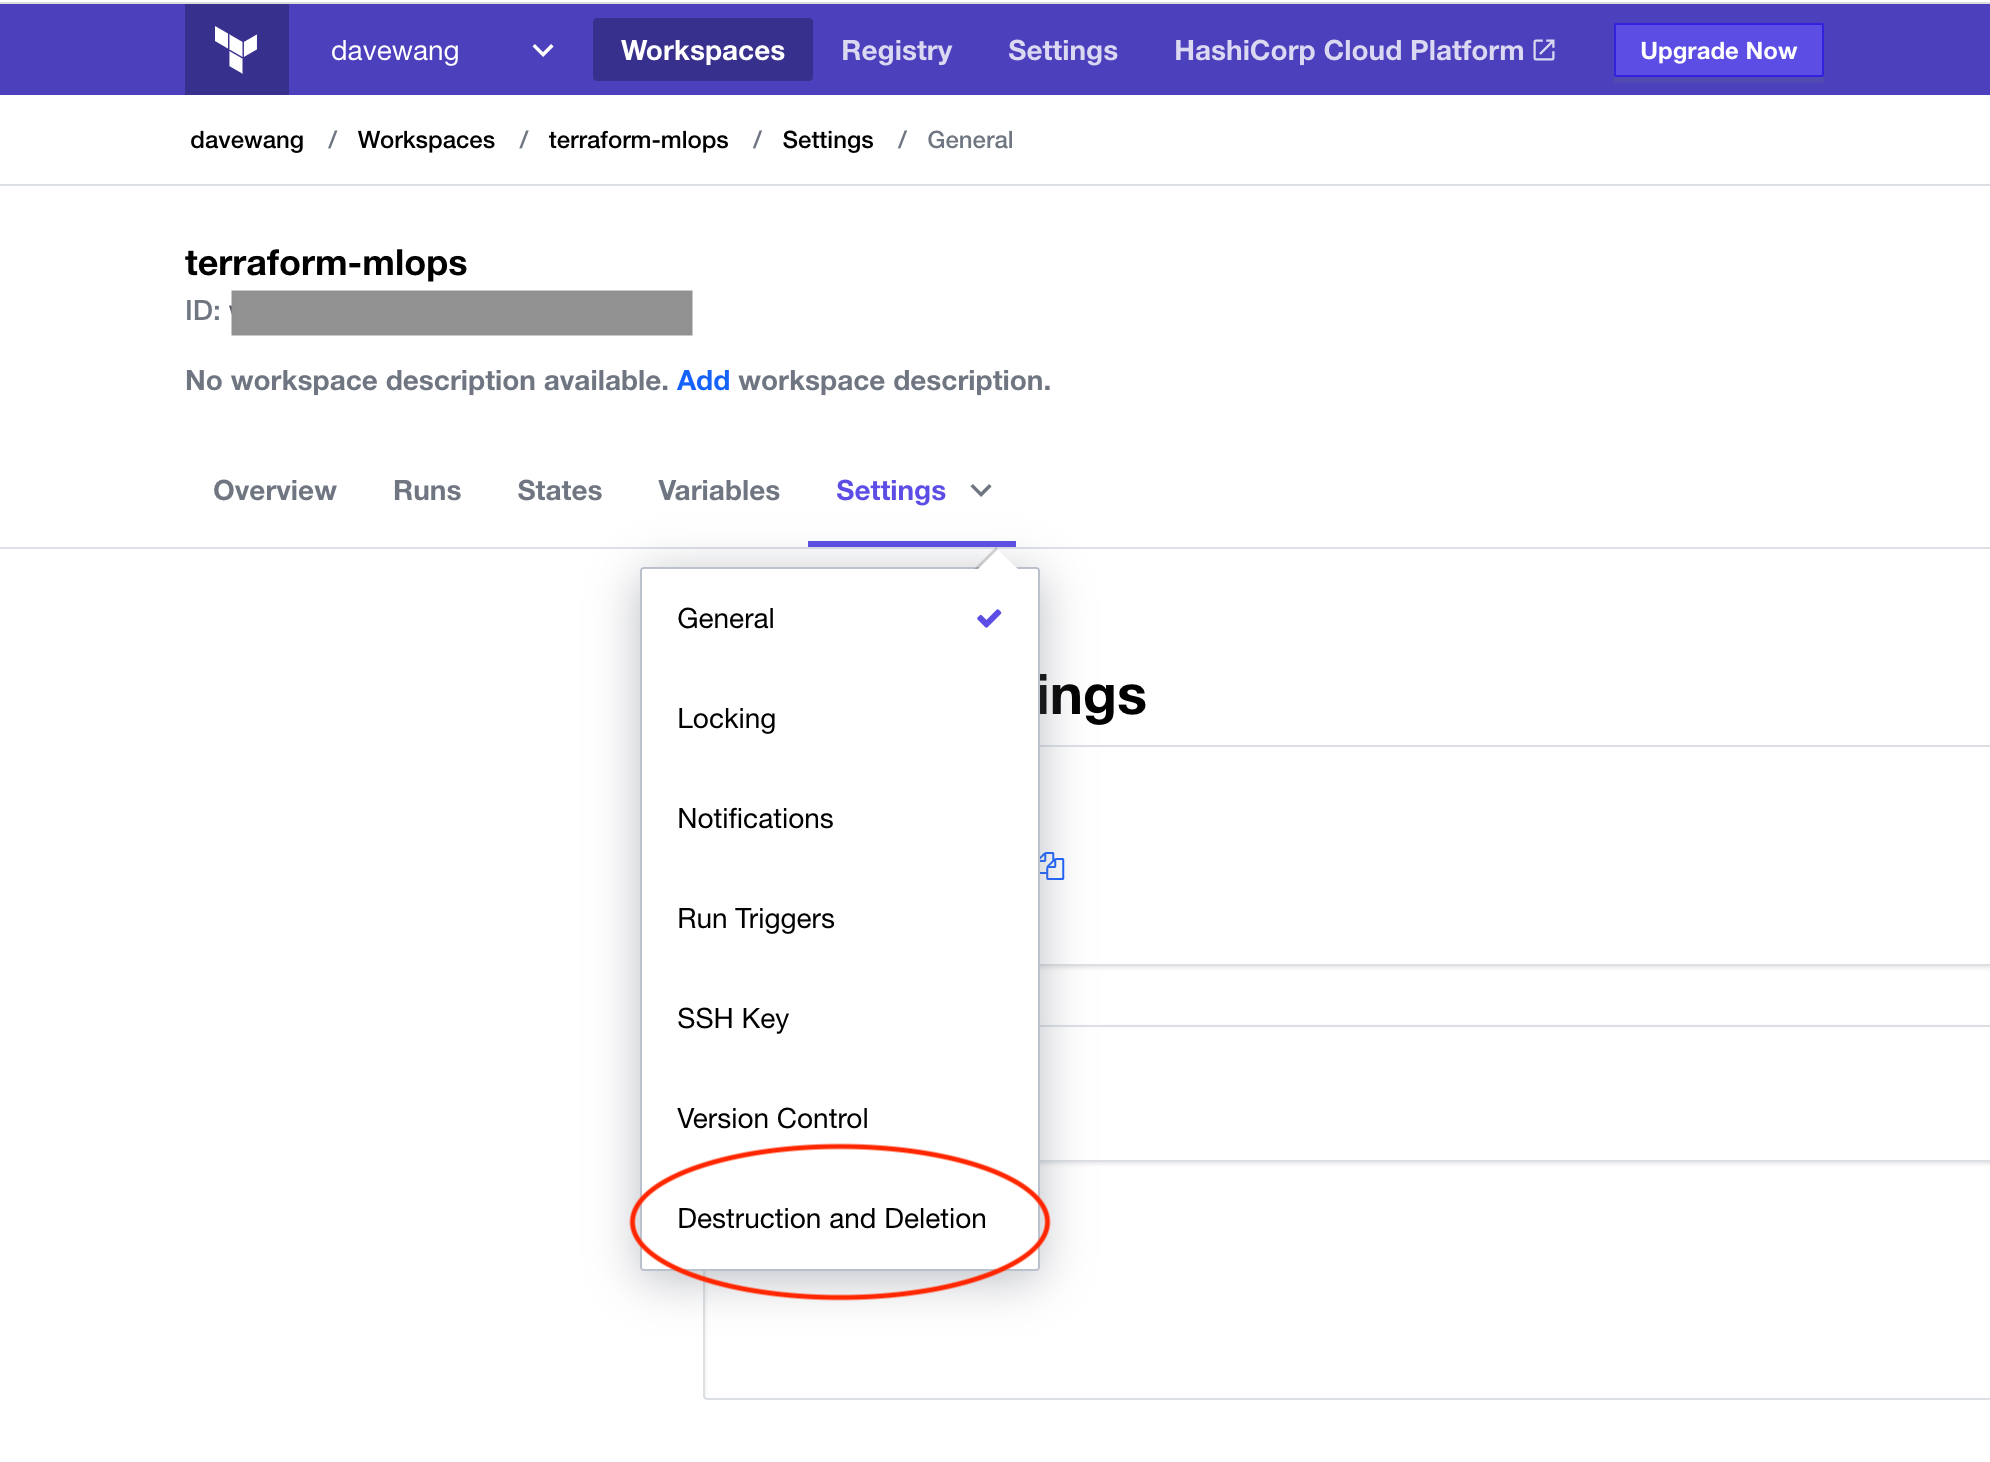 davewang Workspaces Registry Settings HashiCorp Cloud Platform Upgrade Now
davewang / Workspaces / terraform-mlops / Settings / General
terraform-mlops
ID:
No workspace description available. Add workspace description.
Overview Runs States Variables Settings
General
ings
Locking
Notifications
Run Triggers
SSH Key
Version Control
Destruction and Deletion